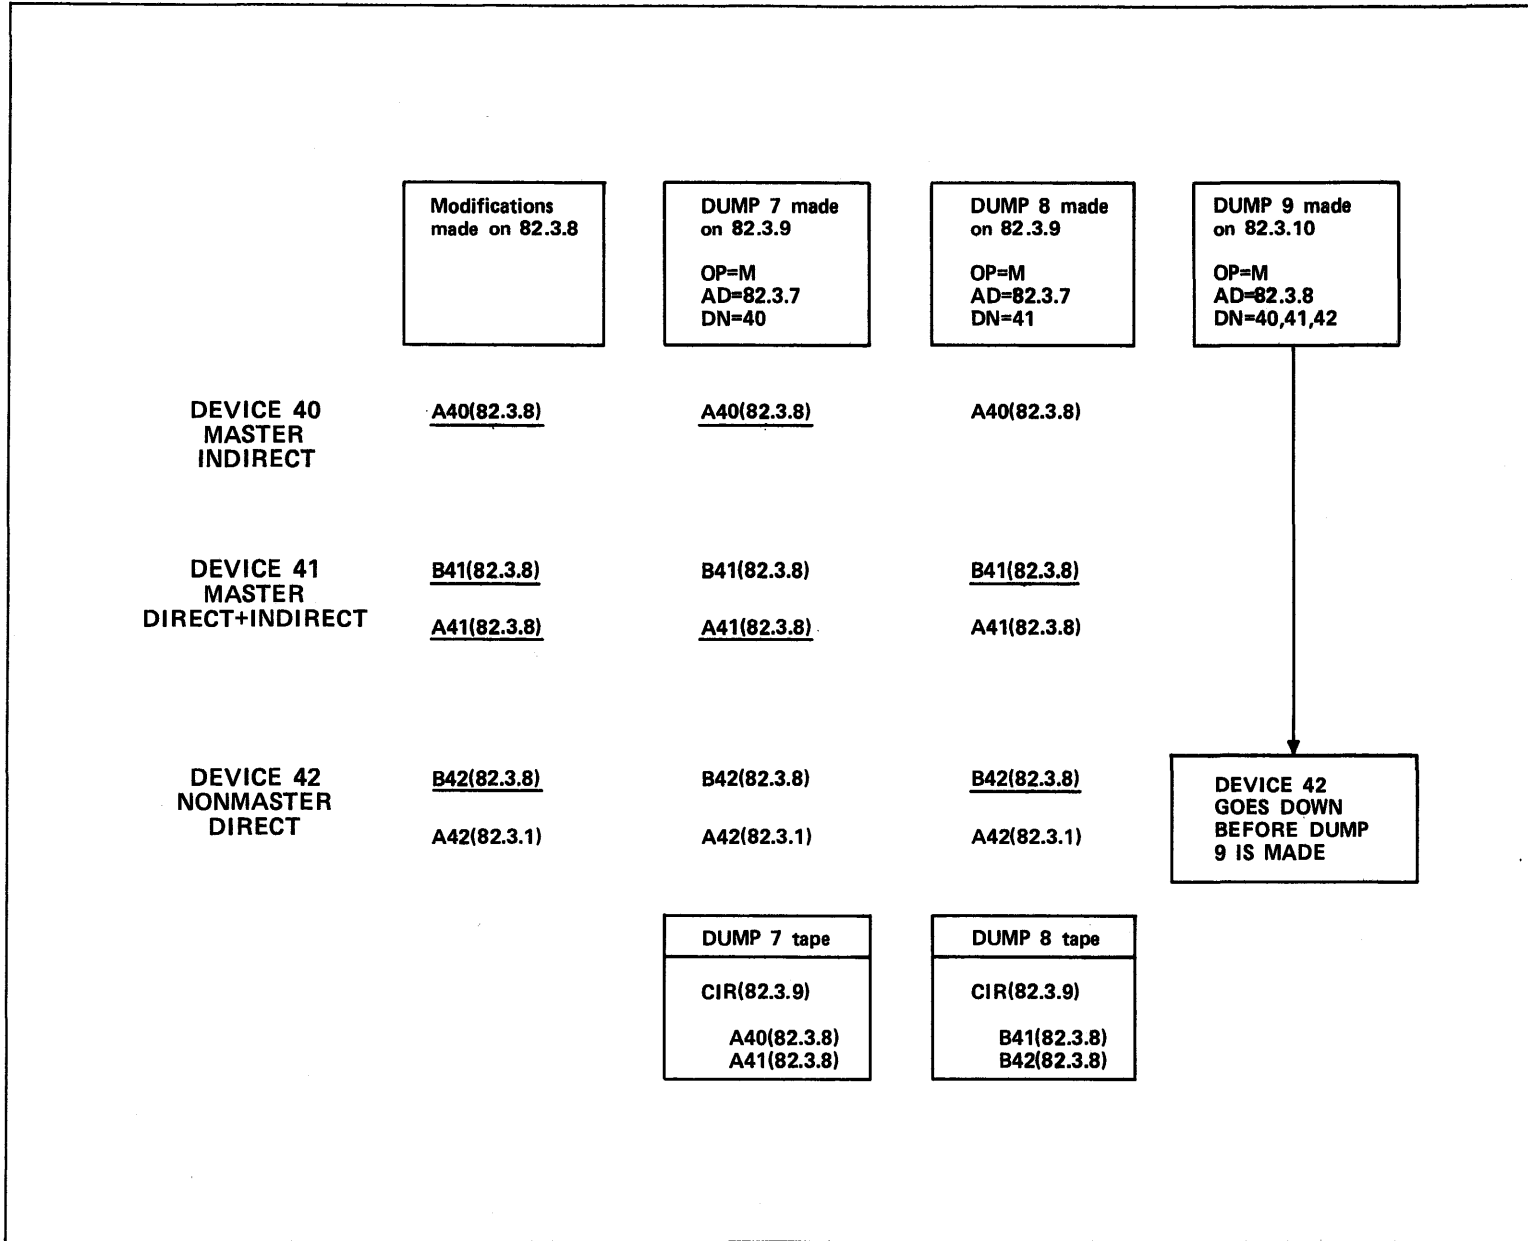 Modifications
made on 82.3.8
DUMP 7 made
on 82.3.9
OP=M
AD=82.3.7
DN=40
DUMP 8 made
on 82.3.9
OP=M
AD=82.3.7
DN=41
DUMP 9 made
on 82.3.10
OP=M
AD=82.3.8
DN=40,41,42
DEVICE 40
MASTER
INDIRECT
A40(82.3.8)
A40(82.3.8)
A40(82.3.8)
DEVICE 41
MASTER
DIRECT+INDIRECT
B41(82.3.8)
B41(82.3.8)
B41(82.3.8)
A41(82.3.8)
A41(82.3.8)
A41(82.3.8)
DEVICE 42
NONMASTER
DIRECT
B42(82.3.8)
B42(82.3.8)
B42(82.3.8)
A42(82.3.1)
A42(82.3.1)
A42(82.3.1)
DEVICE 42
GOES DOWN
BEFORE DUMP
9 IS MADE
DUMP 7 tape
CIR(82.3.9)
A40(82.3.8)
A41(82.3.8)
DUMP 8 tape
CIR(82.3.9)
B41(82.3.8)
B42(82.3.8)